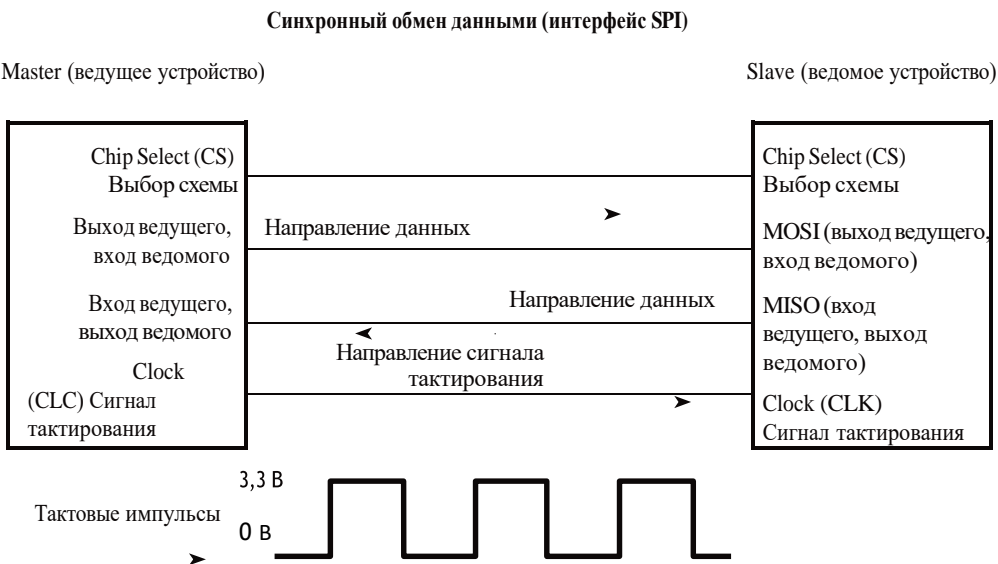 Синхронный обмен данными (интерфейс SPI)
Master (ведущее устройство)
Slave (ведомое устройство)
Chip Select (CS)
Выбор схемы
Выход ведущего,
вход ведомого
Вход ведущего,
выход ведомого
Clock
(CLC) Сигнал
тактирования
Направление данных
Направление данных
Направление сигнала
тактирования
Chip Select (CS)
Выбор схемы
MOSI (выход ведущего,
вход ведомого)
MISO (вход
ведущего, выход
ведомого)
Clock (CLK)
Сигнал тактирования
3,3 В
Тактовые импульсы
0 В